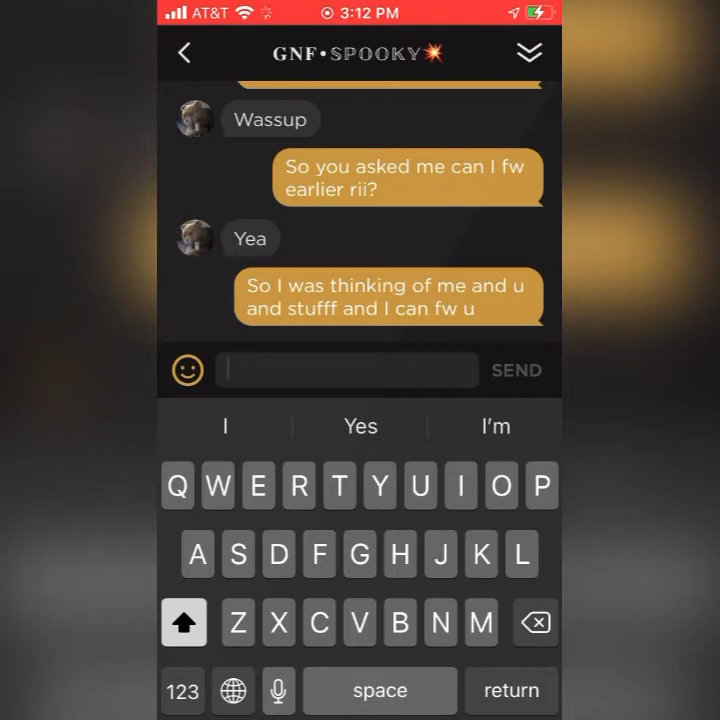 AT&T 3:12 PM
GNF•SPOOKY💥
Wassup
So you asked me can I fw
earlier rii?
Yea
So I was thinking of me and u
and stufff and I can fw u
SEND
I Yes I'm
Q W E R T Y U I O P
A S D F G H J K L
Z X C V B N M
123 space return